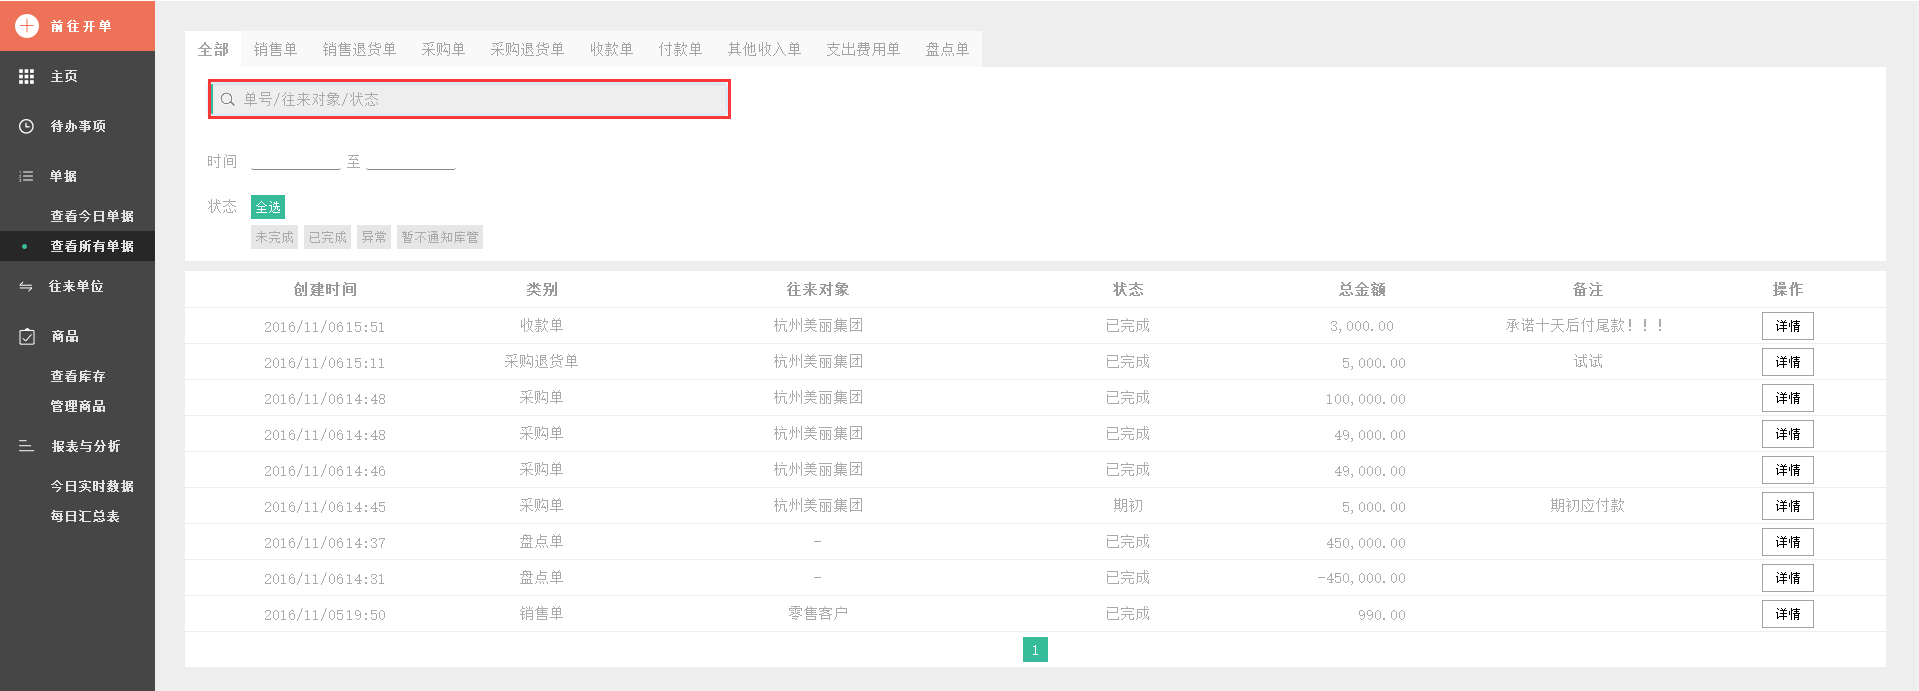 前往开单
主页
待办事项
单据
查看今日单据
查看所有单据
往来单位
商品
查看库存
管理商品
报表与分析
今日实时数据
每日汇总表
全部 销售单 销售退货单 采购单 采购退货单 收款单 付款单 其他收入单 支出费用单 盘点单
单号/往来对象/状态
时间 至
状态 全选
未完成 已完成 异常 暂不通知库管
创建时间 类别 往来对象 状态 总金额 备注 操作
2016/11/0615:51 收款单 杭州美丽集团 已完成 3,000.00 承诺十天后付尾款！！！ 详情
2016/11/0615:11 采购退货单 杭州美丽集团 已完成 5,000.00 试试 详情
2016/11/0614:48 采购单 杭州美丽集团 已完成 100,000.00 详情
2016/11/0614:48 采购单 杭州美丽集团 已完成 49,000.00 详情
2016/11/0614:46 采购单 杭州美丽集团 已完成 49,000.00 详情
2016/11/0614:45 采购单 杭州美丽集团 期初 5,000.00 期初应付款 详情
2016/11/0614:37 盘点单 - 已完成 450,000.00 详情
2016/11/0614:31 盘点单 - 已完成 -450,000.00 详情
2016/11/0519:50 销售单 零售客户 已完成 990.00 详情
1